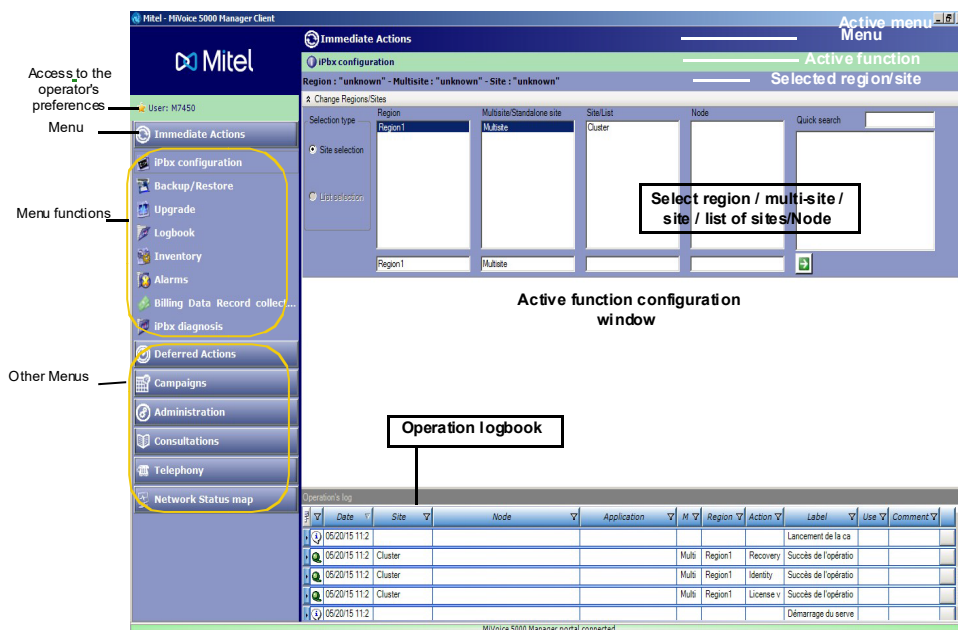 Mitel - MiVoice 5000 Manager Client
Active menu
Immediate Actions
Menu
Mitel
iPbx configuration
Active function
Region : "unknown" - Multisite : "unknown" - Site : "unknown"
Selected region/site
Access to the
operator's
preferences
User: M7450
Menu
Immediate Actions
Menu functions
iPbx configuration
Backup/Restore
Upgrade
Logbook
Inventory
Alarms
Billing Data Record collect...
iPbx diagnosis
Other Menus
Deferred Actions
Campaigns
Administration
Consultations
Telephony
Network Status map
Change Regions/Sites
Selection type
Site selection
List selection
Region
Region1
Region1
Multisite/Standalone site
Multisite
Multisite
Site/List
Cluster
Node
Quick search
Select region / multi-site /
site / list of sites/Node
Active function configuration
window
Operation logbook
Operation's log
Date Site Node Application M Region Action Label Use Comment
05/20/15 11:2 Lancement de la ca
05/20/15 11:2 Cluster Multi Region1 Recovery Succès de l'opératio
05/20/15 11:2 Cluster Multi Region1 Identity Succès de l'opératio
05/20/15 11:2 Cluster Multi Region1 License v Succès de l'opératio
05/20/15 11:2 Démarrage du serve
MiVoice 5000 Manager portal connected